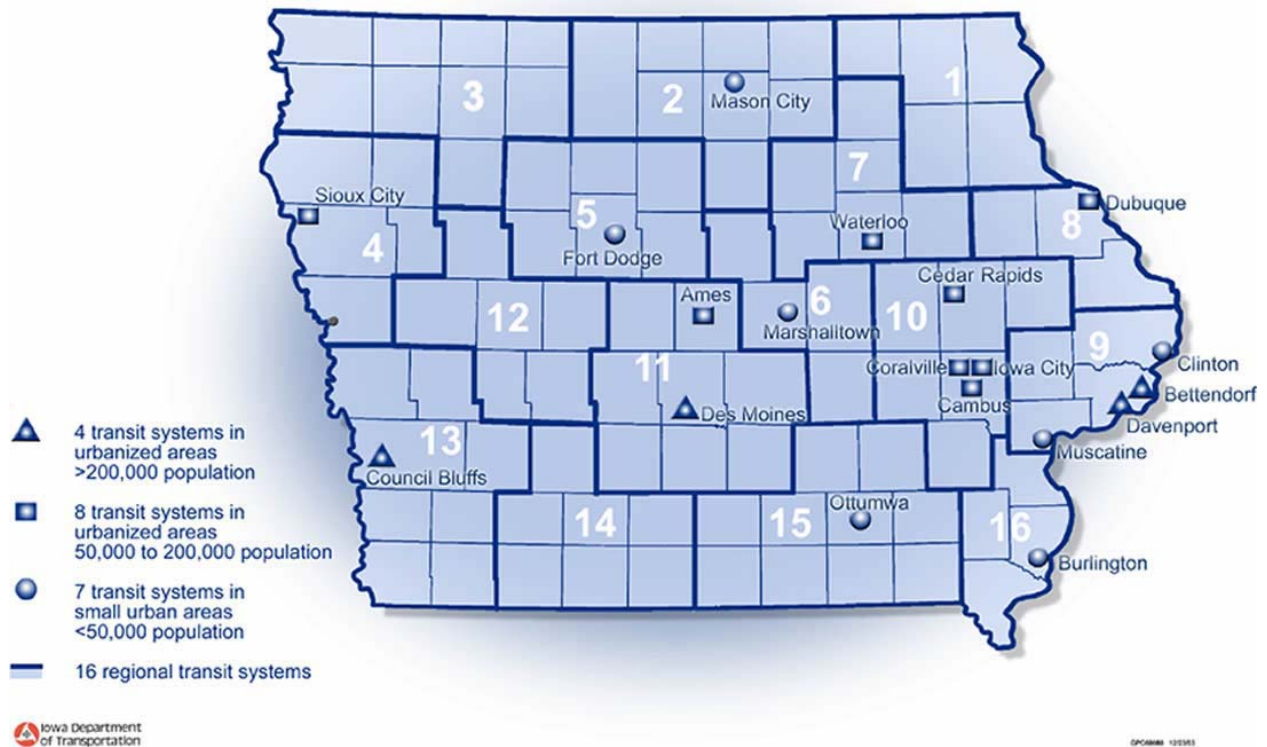 3
2
Mason City
1
7
Sioux City
5
Fort Dodge
4
Waterloo
8
Dubuque
Cedar Rapids
Ames
12
6
10
Marshalltown
9
11
Coralville
Iowa City
Clinton
Cambus
Bettendorf
Des Moines
Davenport
13
Muscatine
Council Bluffs
Ottumwa
14
15
16
Burlington
4 transit systems in
urbanized areas
>200,000 population
8 transit systems in
urbanized areas
50,000 to 200,000 population
7 transit systems in
small urban areas
<50,000 population
16 regional transit systems
Iowa Department
of Transportation